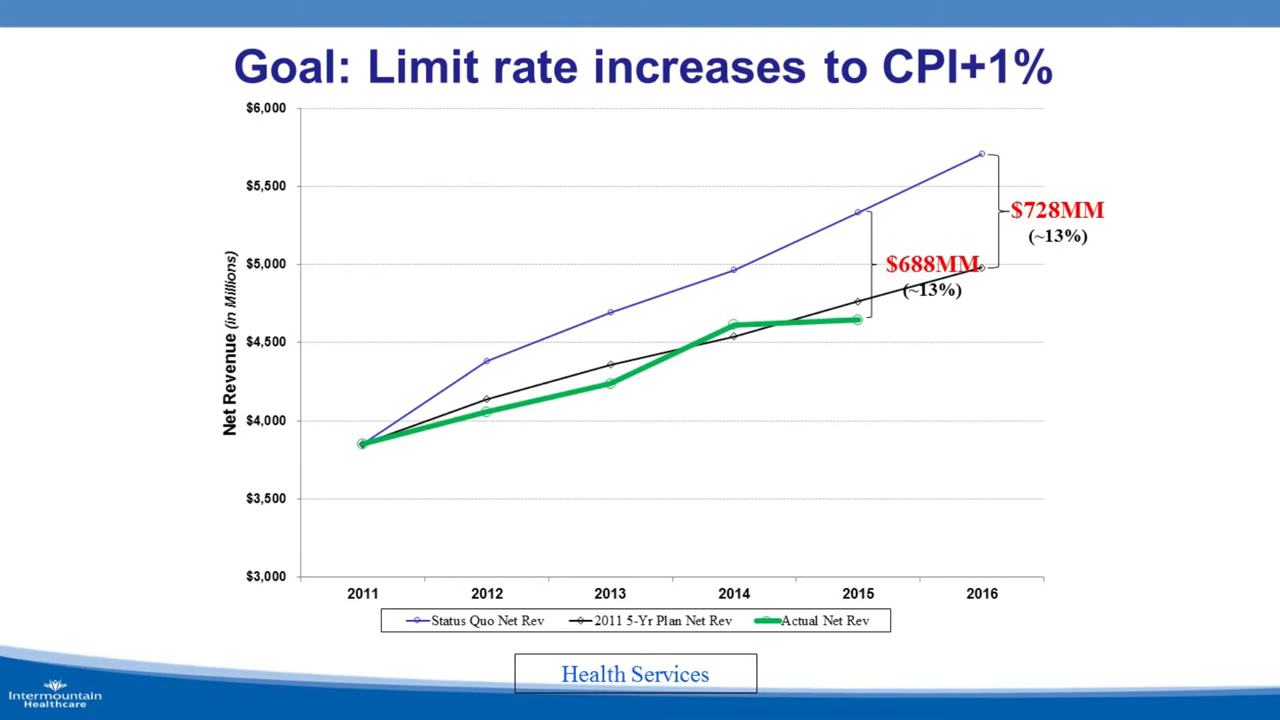 Goal: Limit rate increases to CPI+1%
$6,000
$5,500
$5,000
$4,500
$4,000
$3,500
$3,000
Net Revenue (in Millions)
$728MM
(~13%)
$688MM
(~13%)
2011 2012 2013 2014 2015 2016
Status Quo Net Rev 2011 5-Yr Plan Net Rev Actual Net Rev
Health Services
Intermountain
Healthcare